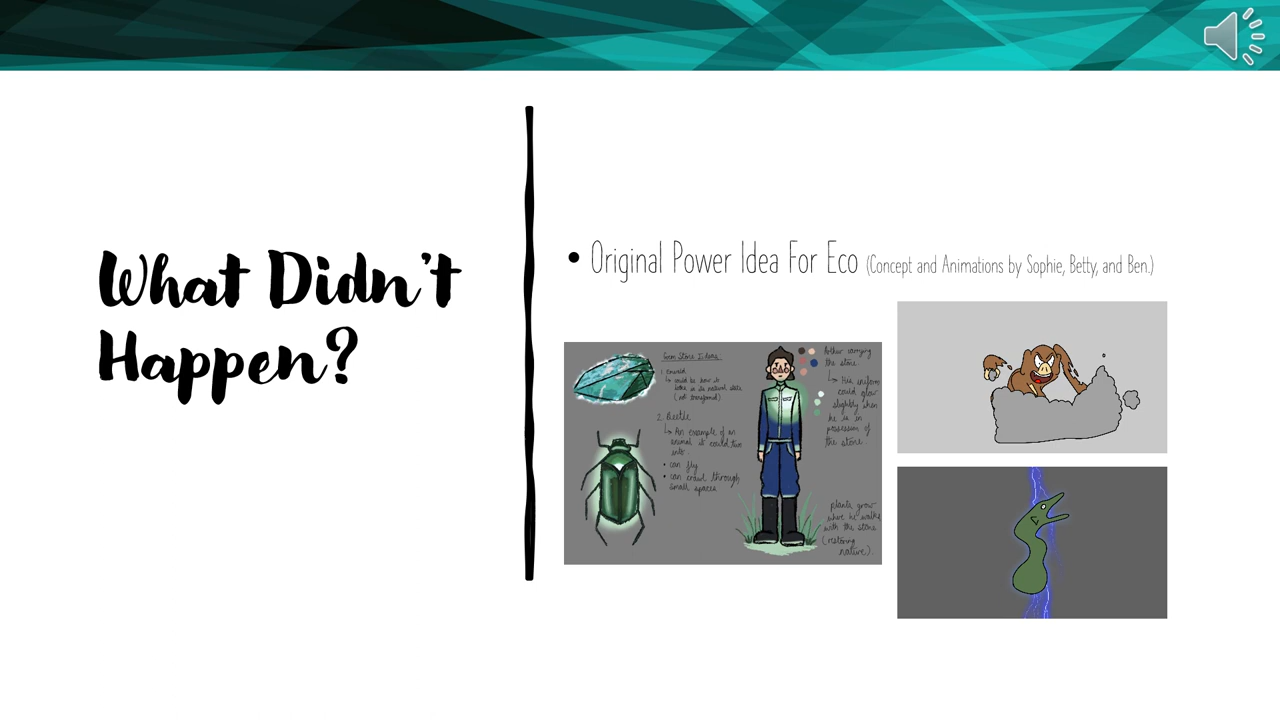 What Didn't
Happen?
• Original Power Idea For Eco (Concept and Animations by Sophie, Betty, and Ben.)
Gem Stone Ideas
1. Emerald
↳ could be how it
looks in its natural state
(not transformed)
2. Beetle
↳ An example of an
animal it could turn
into.
• can fly
• can crawl through
small spaces
carrying
the stone.
↳ His uniform
could glow
slightly when
he is in
possession of
the stone
plants grow
where he walks
with the stone
(restoring
nature).